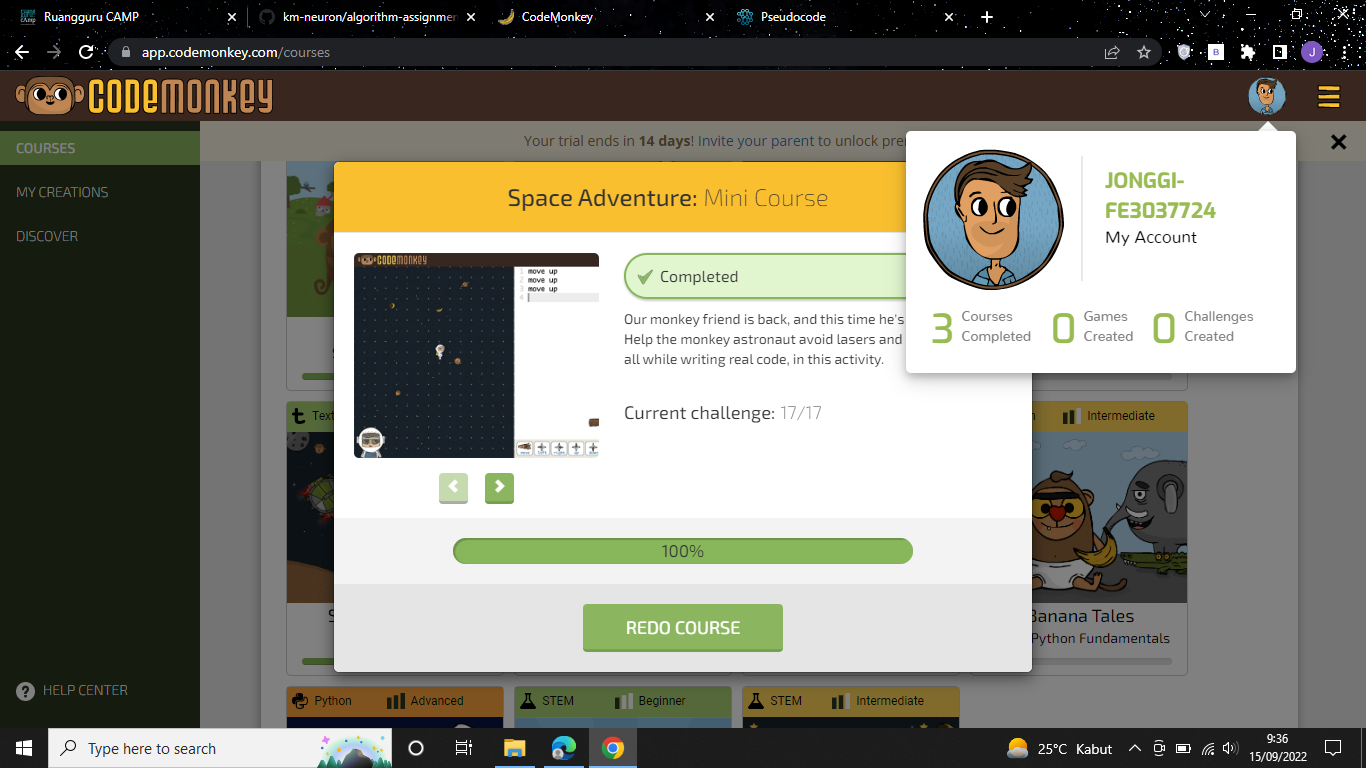 Ruangguru CAMP
km-neuron/algorithm-assignmen
CodeMonkey
Pseudocode
app.codemonkey.com/courses
B
J
CODEMONKEY
COURSES
MY CREATIONS
DISCOVER
HELP CENTER
Your trial ends in 14 days! Invite your parent to unlock pre
Space Adventure: Mini Course
CODEMONKEY
1 move up
2 move up
3 move up
4
Completed
Our monkey friend is back, and this time he's
Help the monkey astronaut avoid lasers and
all while writing real code, in this activity.
Current challenge: 17/17
100%
REDO COURSE
JONGGI-
FE3037724
My Account
3 Courses Completed
0 Games Created
0 Challenges Created
t Text
Intermediate
Banana Tales
Python Fundamentals
Python Advanced
STEM Beginner
STEM Intermediate
Type here to search
25°C Kabut
9:36
15/09/2022